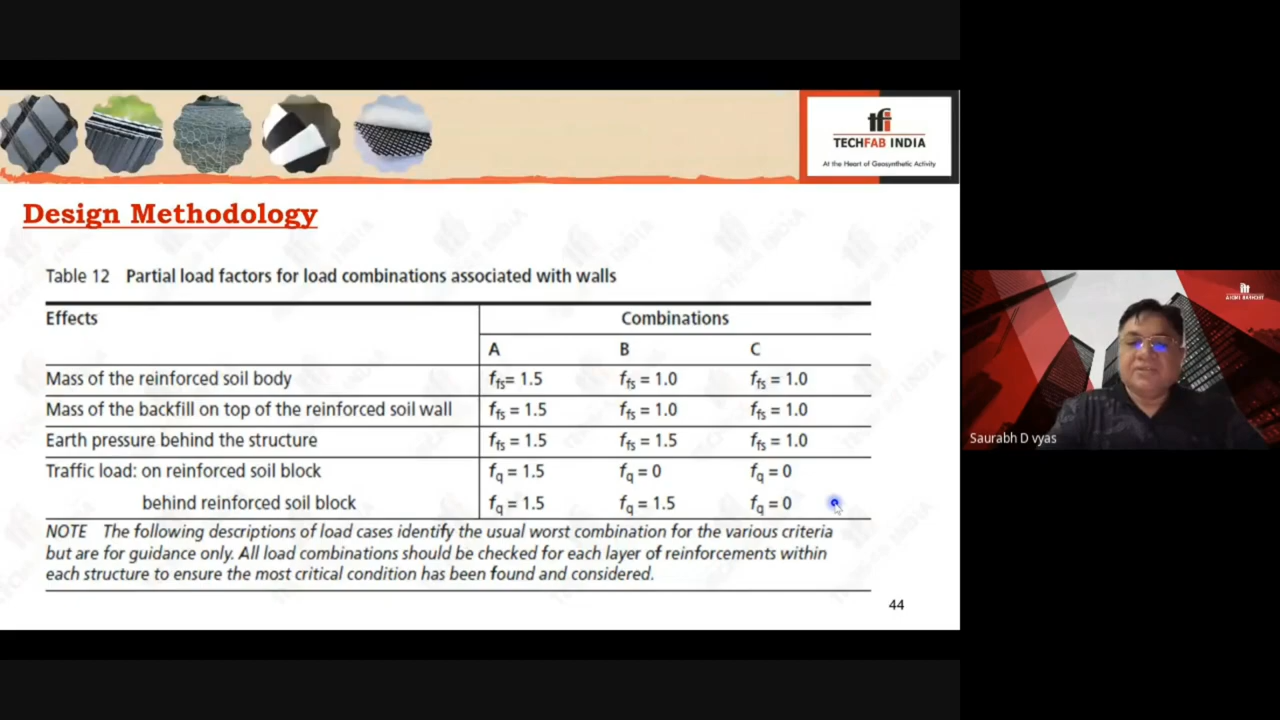 tfi
TECHFAB INDIA
At the Heart of Geosynthetic Activity
Design Methodology
Table 12 Partial load factors for load combinations associated with walls
Effects Combinations
A B C
Mass of the reinforced soil body f_fs = 1.5 f_fs = 1.0 f_fs = 1.0
Mass of the backfill on top of the reinforced soil wall f_fs = 1.5 f_fs = 1.0 f_fs = 1.0
Earth pressure behind the structure f_fs = 1.5 f_fs = 1.5 f_fs = 1.0
Traffic load: on reinforced soil block f_q = 1.5 f_q = 0 f_q = 0
behind reinforced soil block f_q = 1.5 f_q = 1.5 f_q = 0
NOTE The following descriptions of load cases identify the usual worst combination for the various criteria
but are for guidance only. All load combinations should be checked for each layer of reinforcements within
each structure to ensure the most critical condition has been found and considered.
44
Saurabh D vyas